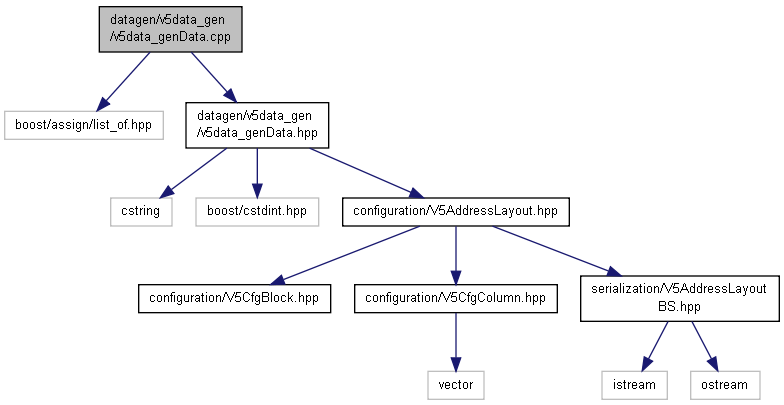 datagen/v5data_gen
/v5data_genData.cpp
boost/assign/list_of.hpp
datagen/v5data_gen
/v5data_genData.hpp
cstring
boost/cstdint.hpp
configuration/V5AddressLayout.hpp
configuration/V5CfgBlock.hpp
configuration/V5CfgColumn.hpp
serialization/V5AddressLayout
BS.hpp
vector
istream
ostream